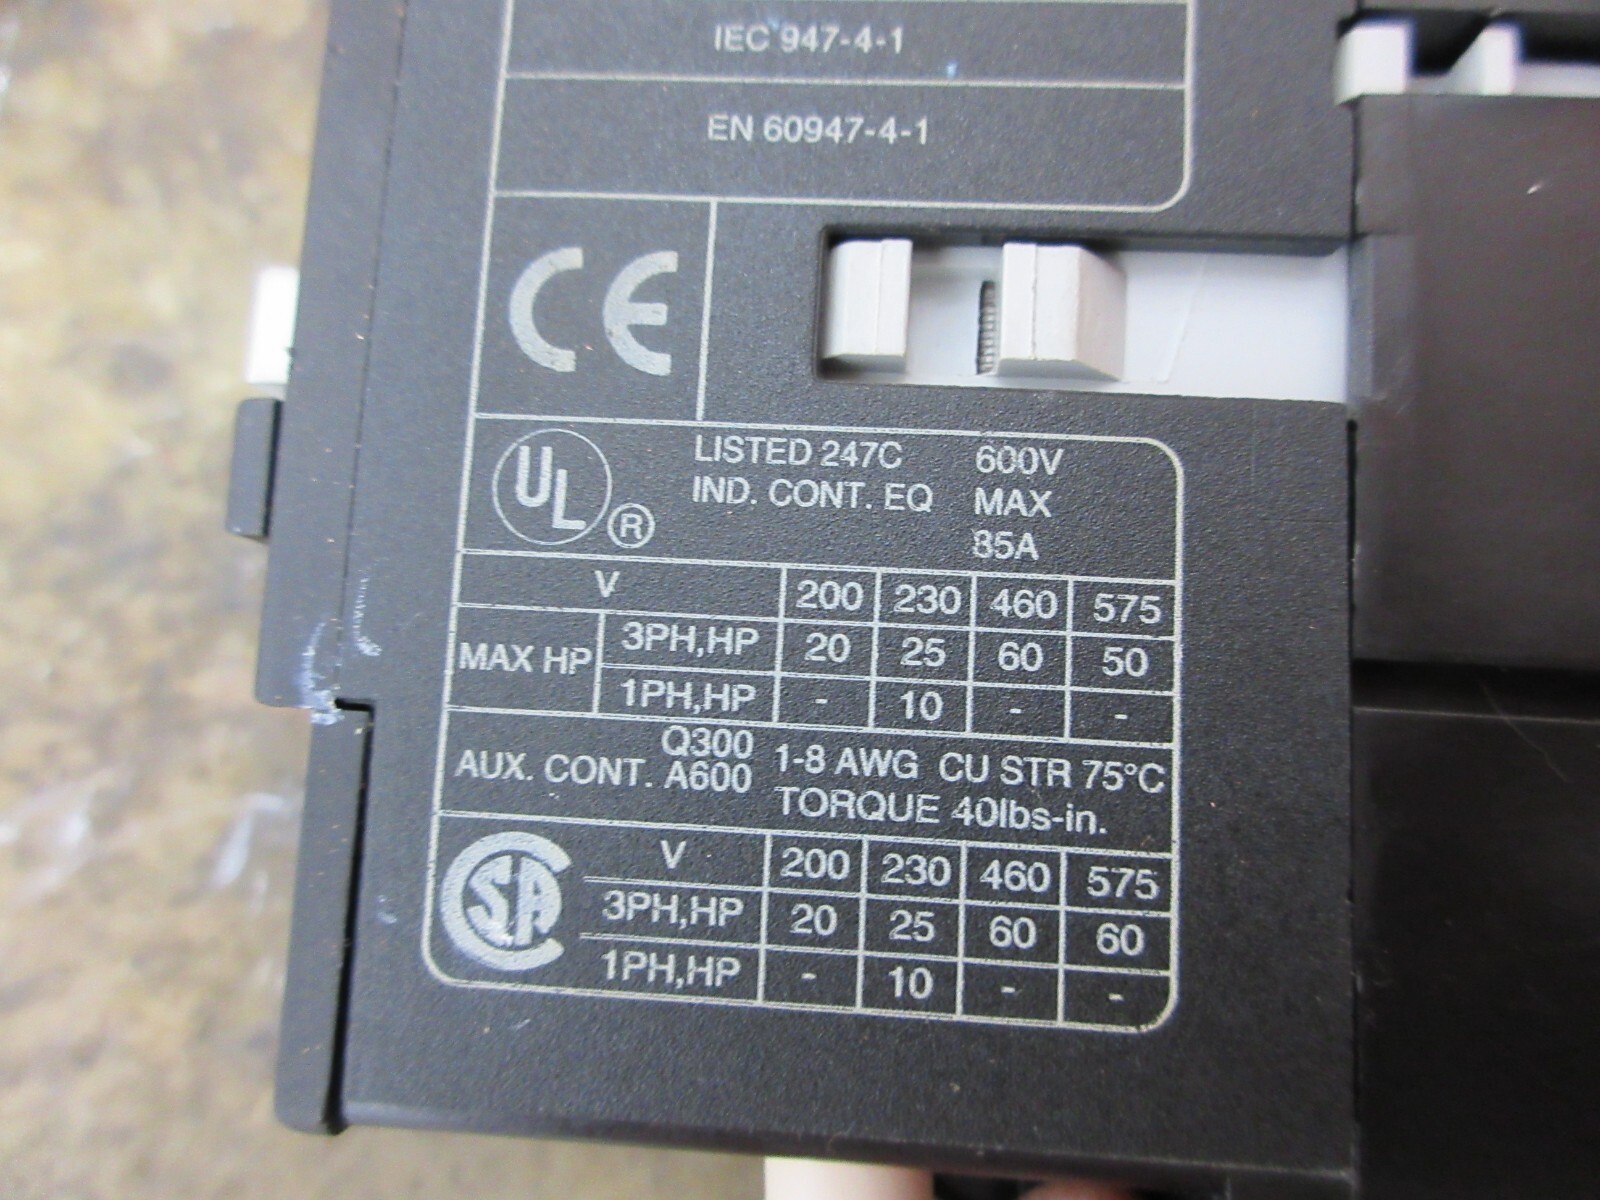 IEC 947-4-1
EN 60947-4-1
CE
UL ® LISTED 247C 600V
IND. CONT. EQ MAX
85A
V 200 230 460 575
MAX HP 3PH,HP 20 25 60 50
1PH,HP - 10 - -
AUX. CONT. Q300 A600
1-8 AWG CU STR 75°C
TORQUE 40lbs-in.
CSA V 200 230 460 575
3PH,HP 20 25 60 60
1PH,HP - 10 - -